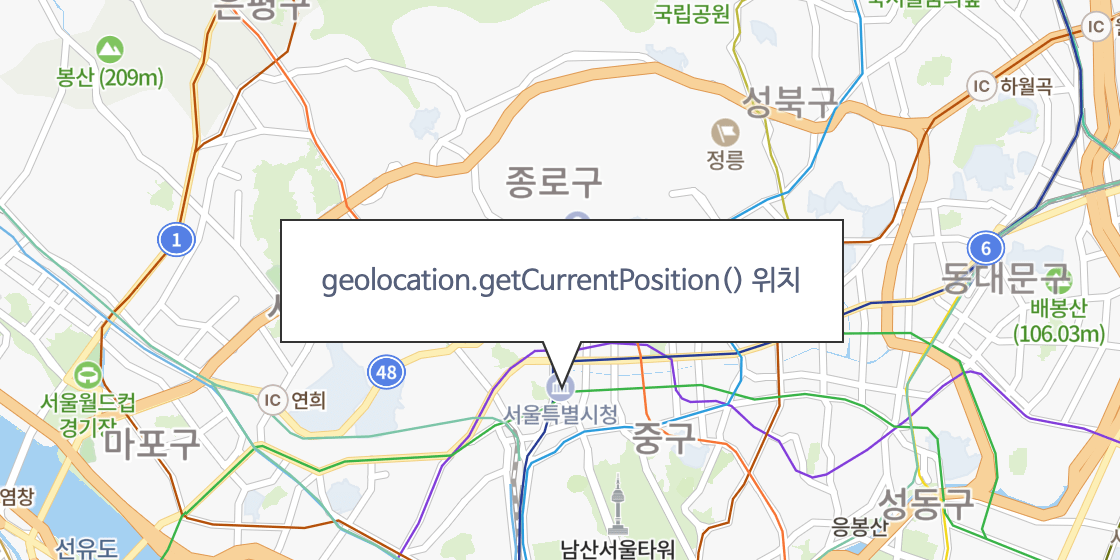 은평구
국립공원
IC
봉산 (209m)
성북구
IC
하월곡
정릉
종로구
1
6
geolocation.getCurrentPosition() 위치
동대문구
배봉산
(106.03m)
48
서울월드컵
경기장
IC
연희
서울특별시청
마포구
중구
염창
성동구
응봉산
선유도
남산서울타워